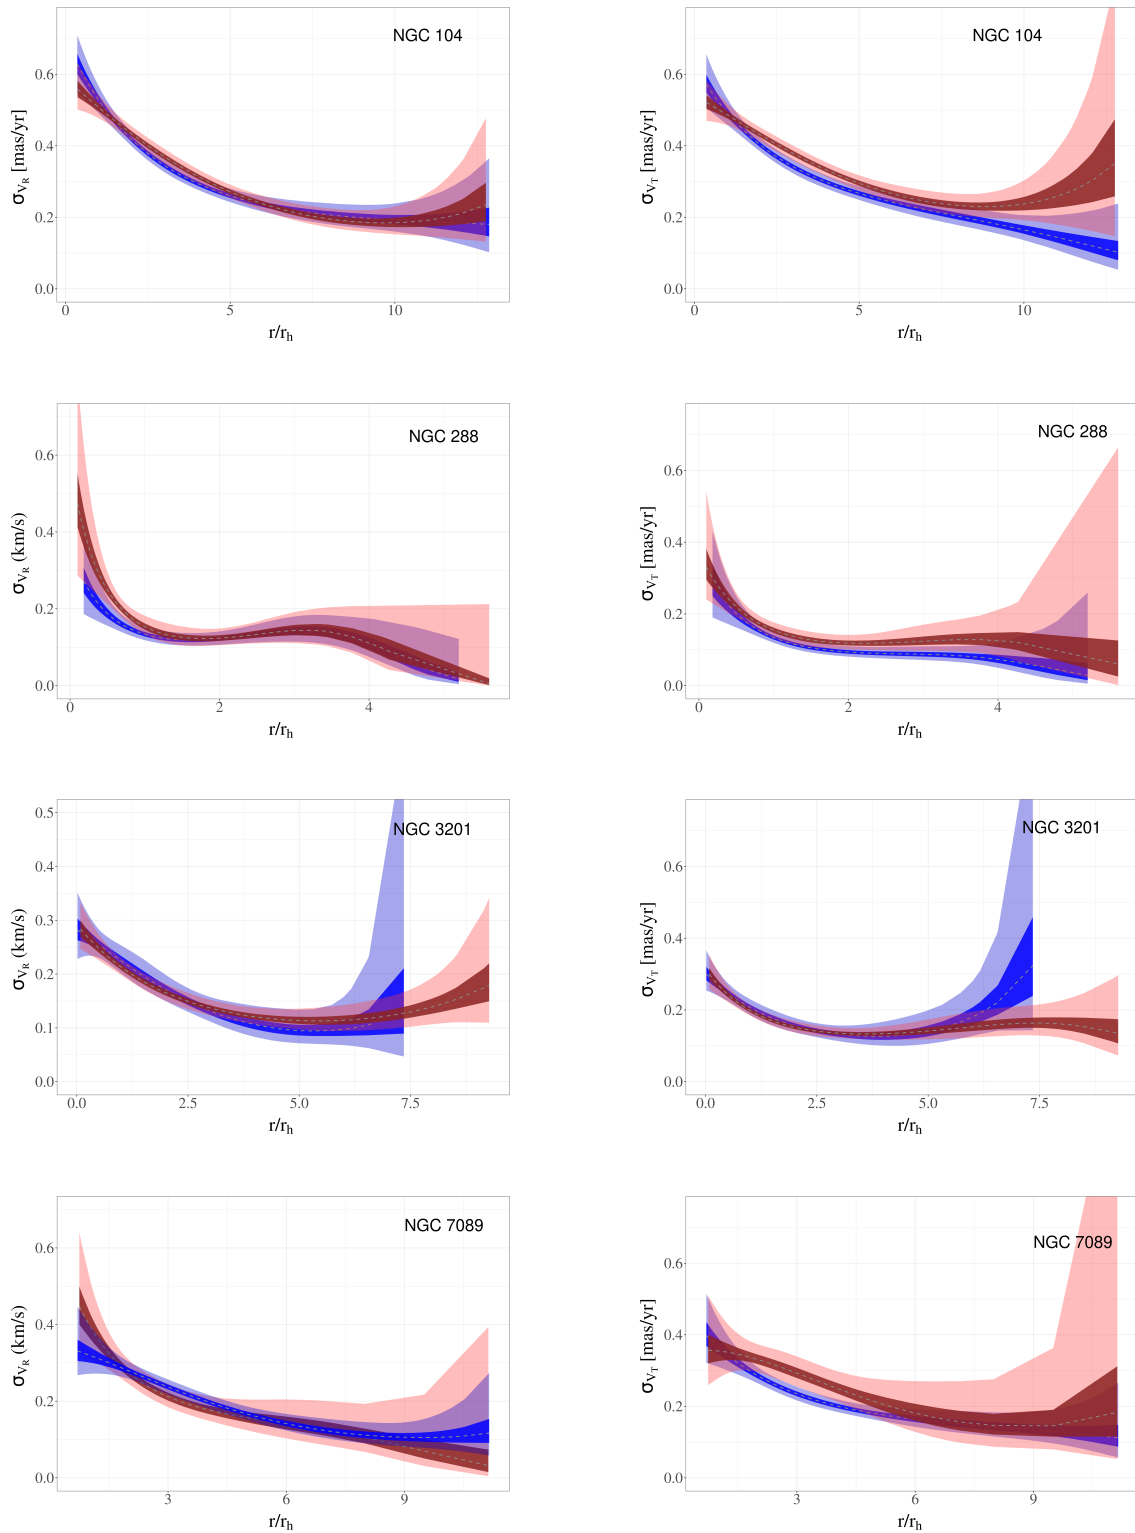 NGC 104
σ_{V_R} [mas/yr]
0.6
0.4
0.2
0.0
0 5 10
r/r_h
NGC 104
σ_{V_T} [mas/yr]
0.6
0.4
0.2
0.0
0 5 10
r/r_h
NGC 288
σ_{V_R} (km/s)
0.6
0.4
0.2
0.0
0 2 4
r/r_h
NGC 288
σ_{V_T} [mas/yr]
0.6
0.4
0.2
0.0
0 2 4
r/r_h
NGC 3201
σ_{V_R} (km/s)
0.5
0.4
0.3
0.2
0.1
0.0
0.0 2.5 5.0 7.5
r/r_h
NGC 3201
σ_{V_T} [mas/yr]
0.6
0.4
0.2
0.0
0.0 2.5 5.0 7.5
r/r_h
NGC 7089
σ_{V_R} (km/s)
0.6
0.4
0.2
0.0
3 6 9
r/r_h
NGC 7089
σ_{V_T} [mas/yr]
0.6
0.4
0.2
0.0
3 6 9
r/r_h